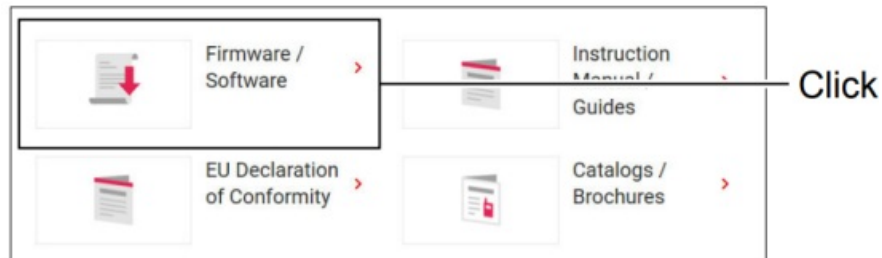 Firmware /
Software
Instruction
Manual /
Guides
Click
EU Declaration
of Conformity
Catalogs /
Brochures